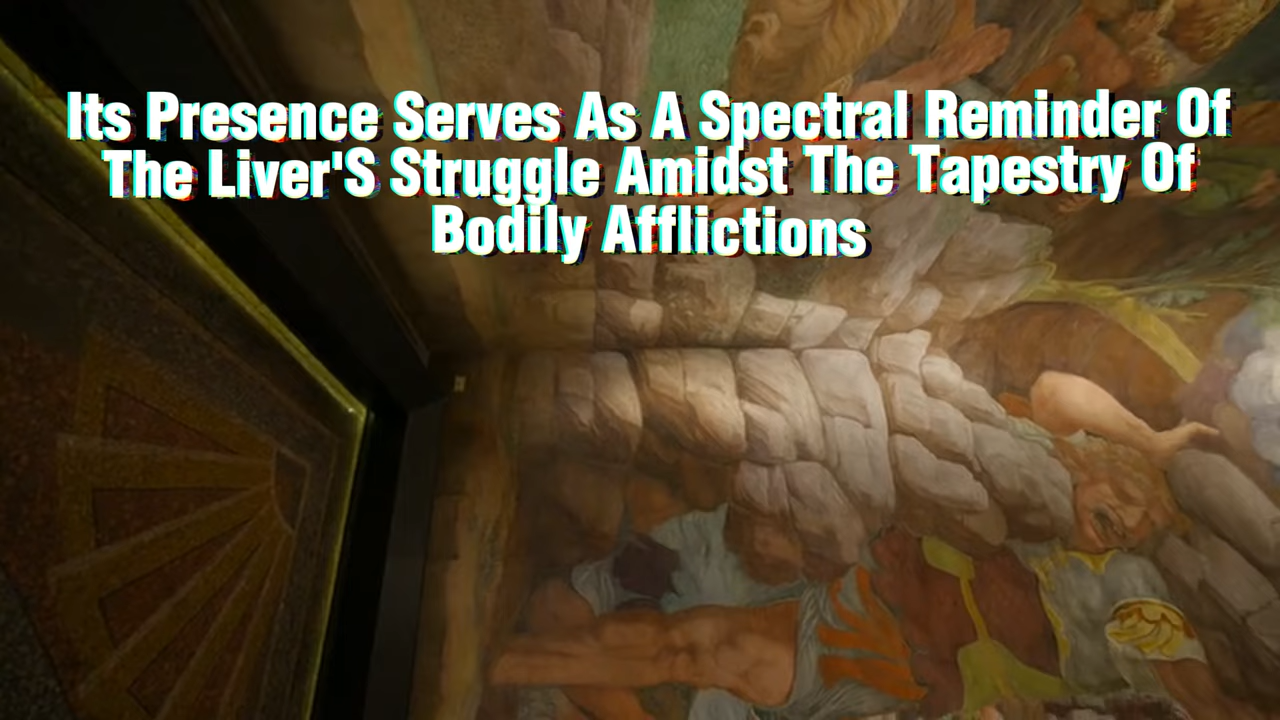 Its Presence Serves As A Spectral Reminder Of
The Liver'S Struggle Amidst The Tapestry Of
Bodily Afflictions